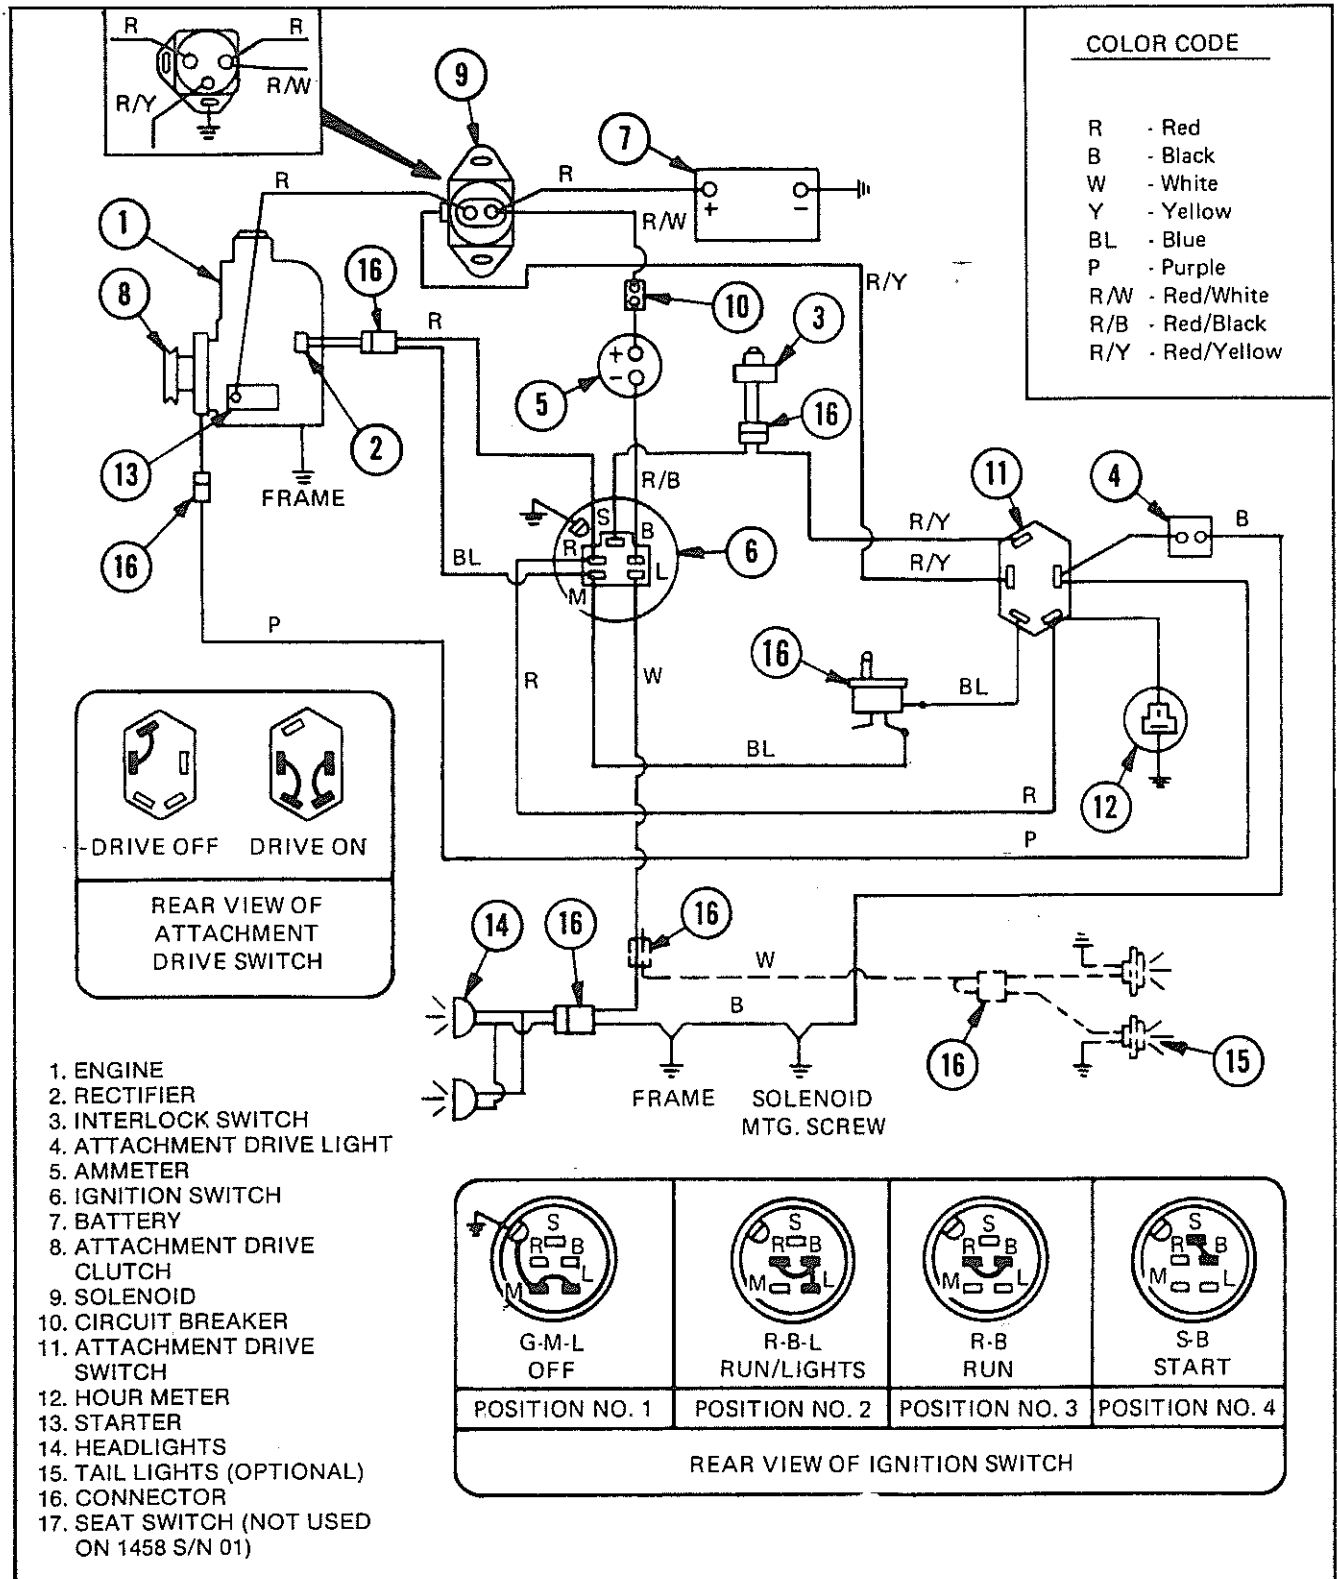 R
R
R/W
R/Y
9
7
COLOR CODE
R - Red
B - Black
W - White
Y - Yellow
BL - Blue
P - Purple
R/W - Red/White
R/B - Red/Black
R/Y - Red/Yellow
R
R
+
-
R/W
1
16
R/Y
8
R
10
3
+
-
5
16
13
2
FRAME
R/B
11
4
16
S
B
R
L
M
6
BL
R/Y
R/Y
B
P
R
W
16
BL
BL
12
R
P
DRIVE OFF
DRIVE ON
REAR VIEW OF
ATTACHMENT
DRIVE SWITCH
14
16
16
W
B
16
15
FRAME
SOLENOID
MTG. SCREW
1. ENGINE
2. RECTIFIER
3. INTERLOCK SWITCH
4. ATTACHMENT DRIVE LIGHT
5. AMMETER
6. IGNITION SWITCH
7. BATTERY
8. ATTACHMENT DRIVE
CLUTCH
9. SOLENOID
10. CIRCUIT BREAKER
11. ATTACHMENT DRIVE
SWITCH
12. HOUR METER
13. STARTER
14. HEADLIGHTS
15. TAIL LIGHTS (OPTIONAL)
16. CONNECTOR
17. SEAT SWITCH (NOT USED
ON 1458 S/N 01)
S
R B
M L
G-M-L
OFF
POSITION NO. 1
S
R B
M L
R-B-L
RUN/LIGHTS
POSITION NO. 2
S
R B
M L
R-B
RUN
POSITION NO. 3
S
R B
M L
S-B
START
POSITION NO. 4
REAR VIEW OF IGNITION SWITCH